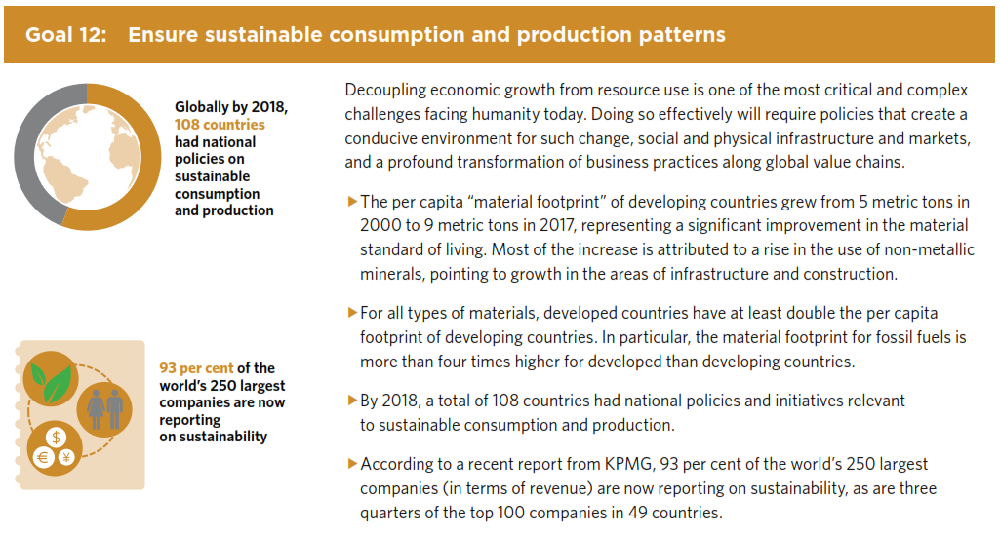 Goal 12: Ensure sustainable consumption and production patterns
Globally by 2018,
108 countries
had national
policies on
sustainable
consumption
and production
93 per cent of the
world's 250 largest
companies are now
reporting
on sustainability
$
€
¥
Decoupling economic growth from resource use is one of the most critical and complex
challenges facing humanity today. Doing so effectively will require policies that create a
conducive environment for such change, social and physical infrastructure and markets,
and a profound transformation of business practices along global value chains.
▶The per capita “material footprint” of developing countries grew from 5 metric tons in
2000 to 9 metric tons in 2017, representing a significant improvement in the material
standard of living. Most of the increase is attributed to a rise in the use of non-metallic
minerals, pointing to growth in the areas of infrastructure and construction.
▶For all types of materials, developed countries have at least double the per capita
footprint of developing countries. In particular, the material footprint for fossil fuels is
more than four times higher for developed than developing countries.
▶By 2018, a total of 108 countries had national policies and initiatives relevant
to sustainable consumption and production.
▶According to a recent report from KPMG, 93 per cent of the world's 250 largest
companies (in terms of revenue) are now reporting on sustainability, as are three
quarters of the top 100 companies in 49 countries.